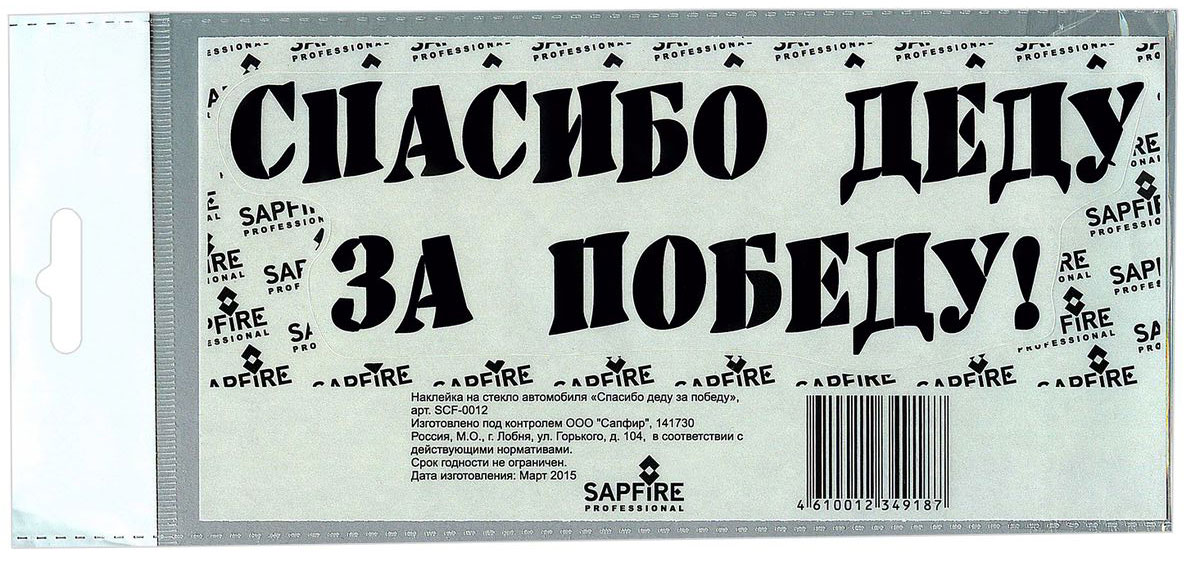 СПАСИБО ДЕДУ
ЗА ПОБЕДУ!
Наклейка на стекло автомобиля «Спасибо деду за победу»,
арт. SCF-0012
Изготовлено под контролем ООО "Сапфир", 141730
Россия, М.О., г. Лобня, ул. Горького, д. 104, в соответствии с
действующими нормативами.
Срок годности не ограничен.
Дата изготовления: Март 2015
SAPFIRE
PROFESSIONAL
4 610012 349187